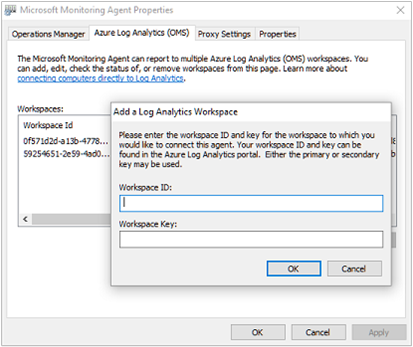 Microsoft Monitoring Agent Properties
Operations Manager
Azure Log Analytics (OMS)
Proxy Settings
Properties
The Microsoft Monitoring Agent can report to multiple Azure Log Analytics (OMS) workspaces. You
can add, edit, check the status of, or remove workspaces from this page. Learn more about
connecting computers directly to Log Analytics.
Workspaces:
Workspace Id
0f571d2d-a13b-4778...
59254651-2e59-4ad0...
Add a Log Analytics Workspace
Please enter the workspace ID and key for the workspace to which you
would like to connect this agent. Your workspace ID and key can be
found in the Azure Log Analytics portal. Either the primary or secondary
key may be used.
Workspace ID:
Workspace Key:
OK
Cancel
OK
Cancel
Apply